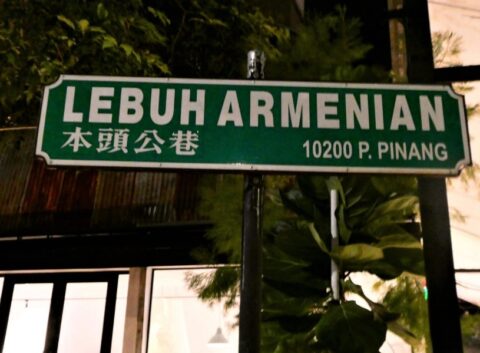 LEBUH ARMENIAN
本頭公巷 10200 P. PINANG